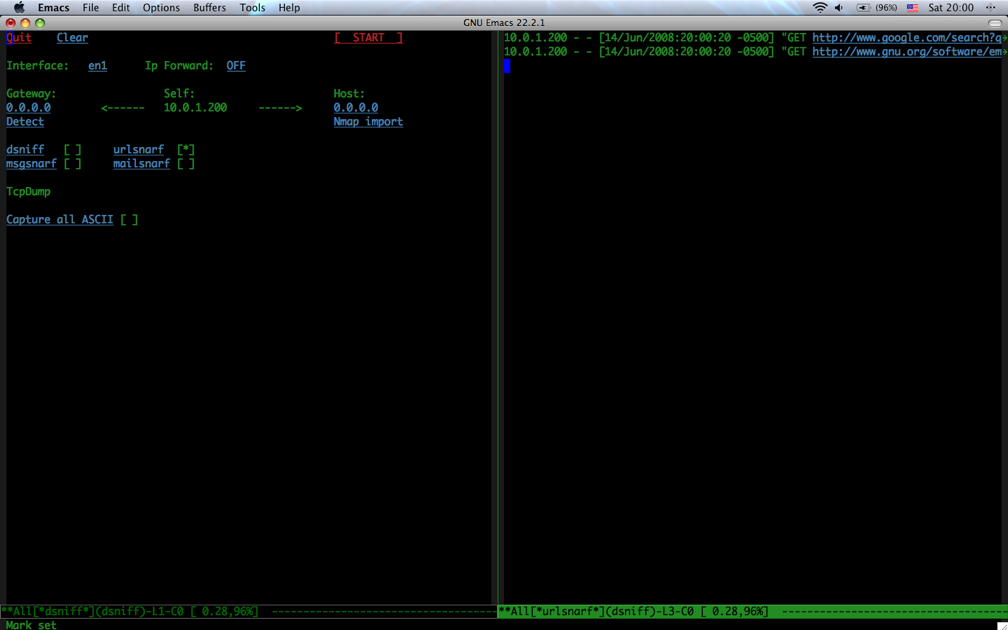 Emacs File Edit Options Buffers Tools Help (96%) Sat 20:00
GNU Emacs 22.2.1
Quit Clear [ START ]
Interface: en1 Ip Forward: OFF
Gateway: Self: Host:
0.0.0.0 <------ 10.0.1.200 ------> 0.0.0.0
Detect Nmap import
dsniff [ ] urlsnarf [*]
msgsnarf [ ] mailsnarf [ ]
TcpDump
Capture all ASCII [ ]
**All[*dsniff*](dsniff)-L1-C0 [ 0.28,96%] --------------------------------
Mark set
10.0.1.200 - - [14/Jun/2008:20:00:20 -0500] "GET http://www.google.com/search?q
10.0.1.200 - - [14/Jun/2008:20:00:20 -0500] "GET http://www.gnu.org/software/em
**All[*urlsnarf*](dsniff)-L3-C0 [ 0.28,96%] --------------------------------